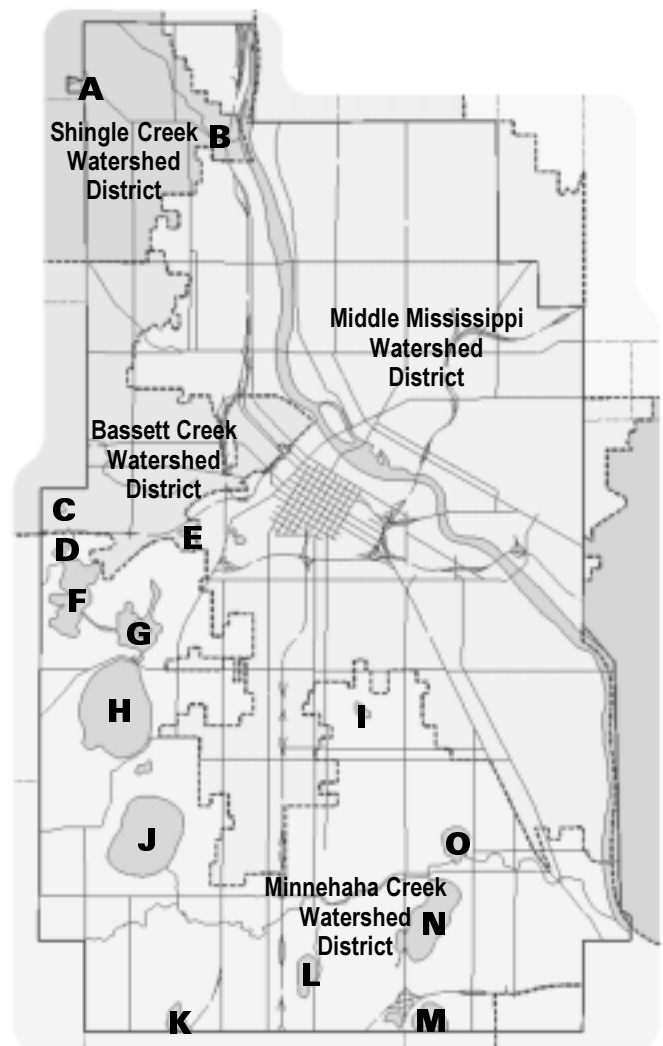 A
Shingle Creek
Watershed
District
B
Middle Mississippi
Watershed
District
Bassett Creek
Watershed
District
C
D
E
F
G
H
I
J
O
Minnehaha Creek
Watershed
District
N
L
K
M